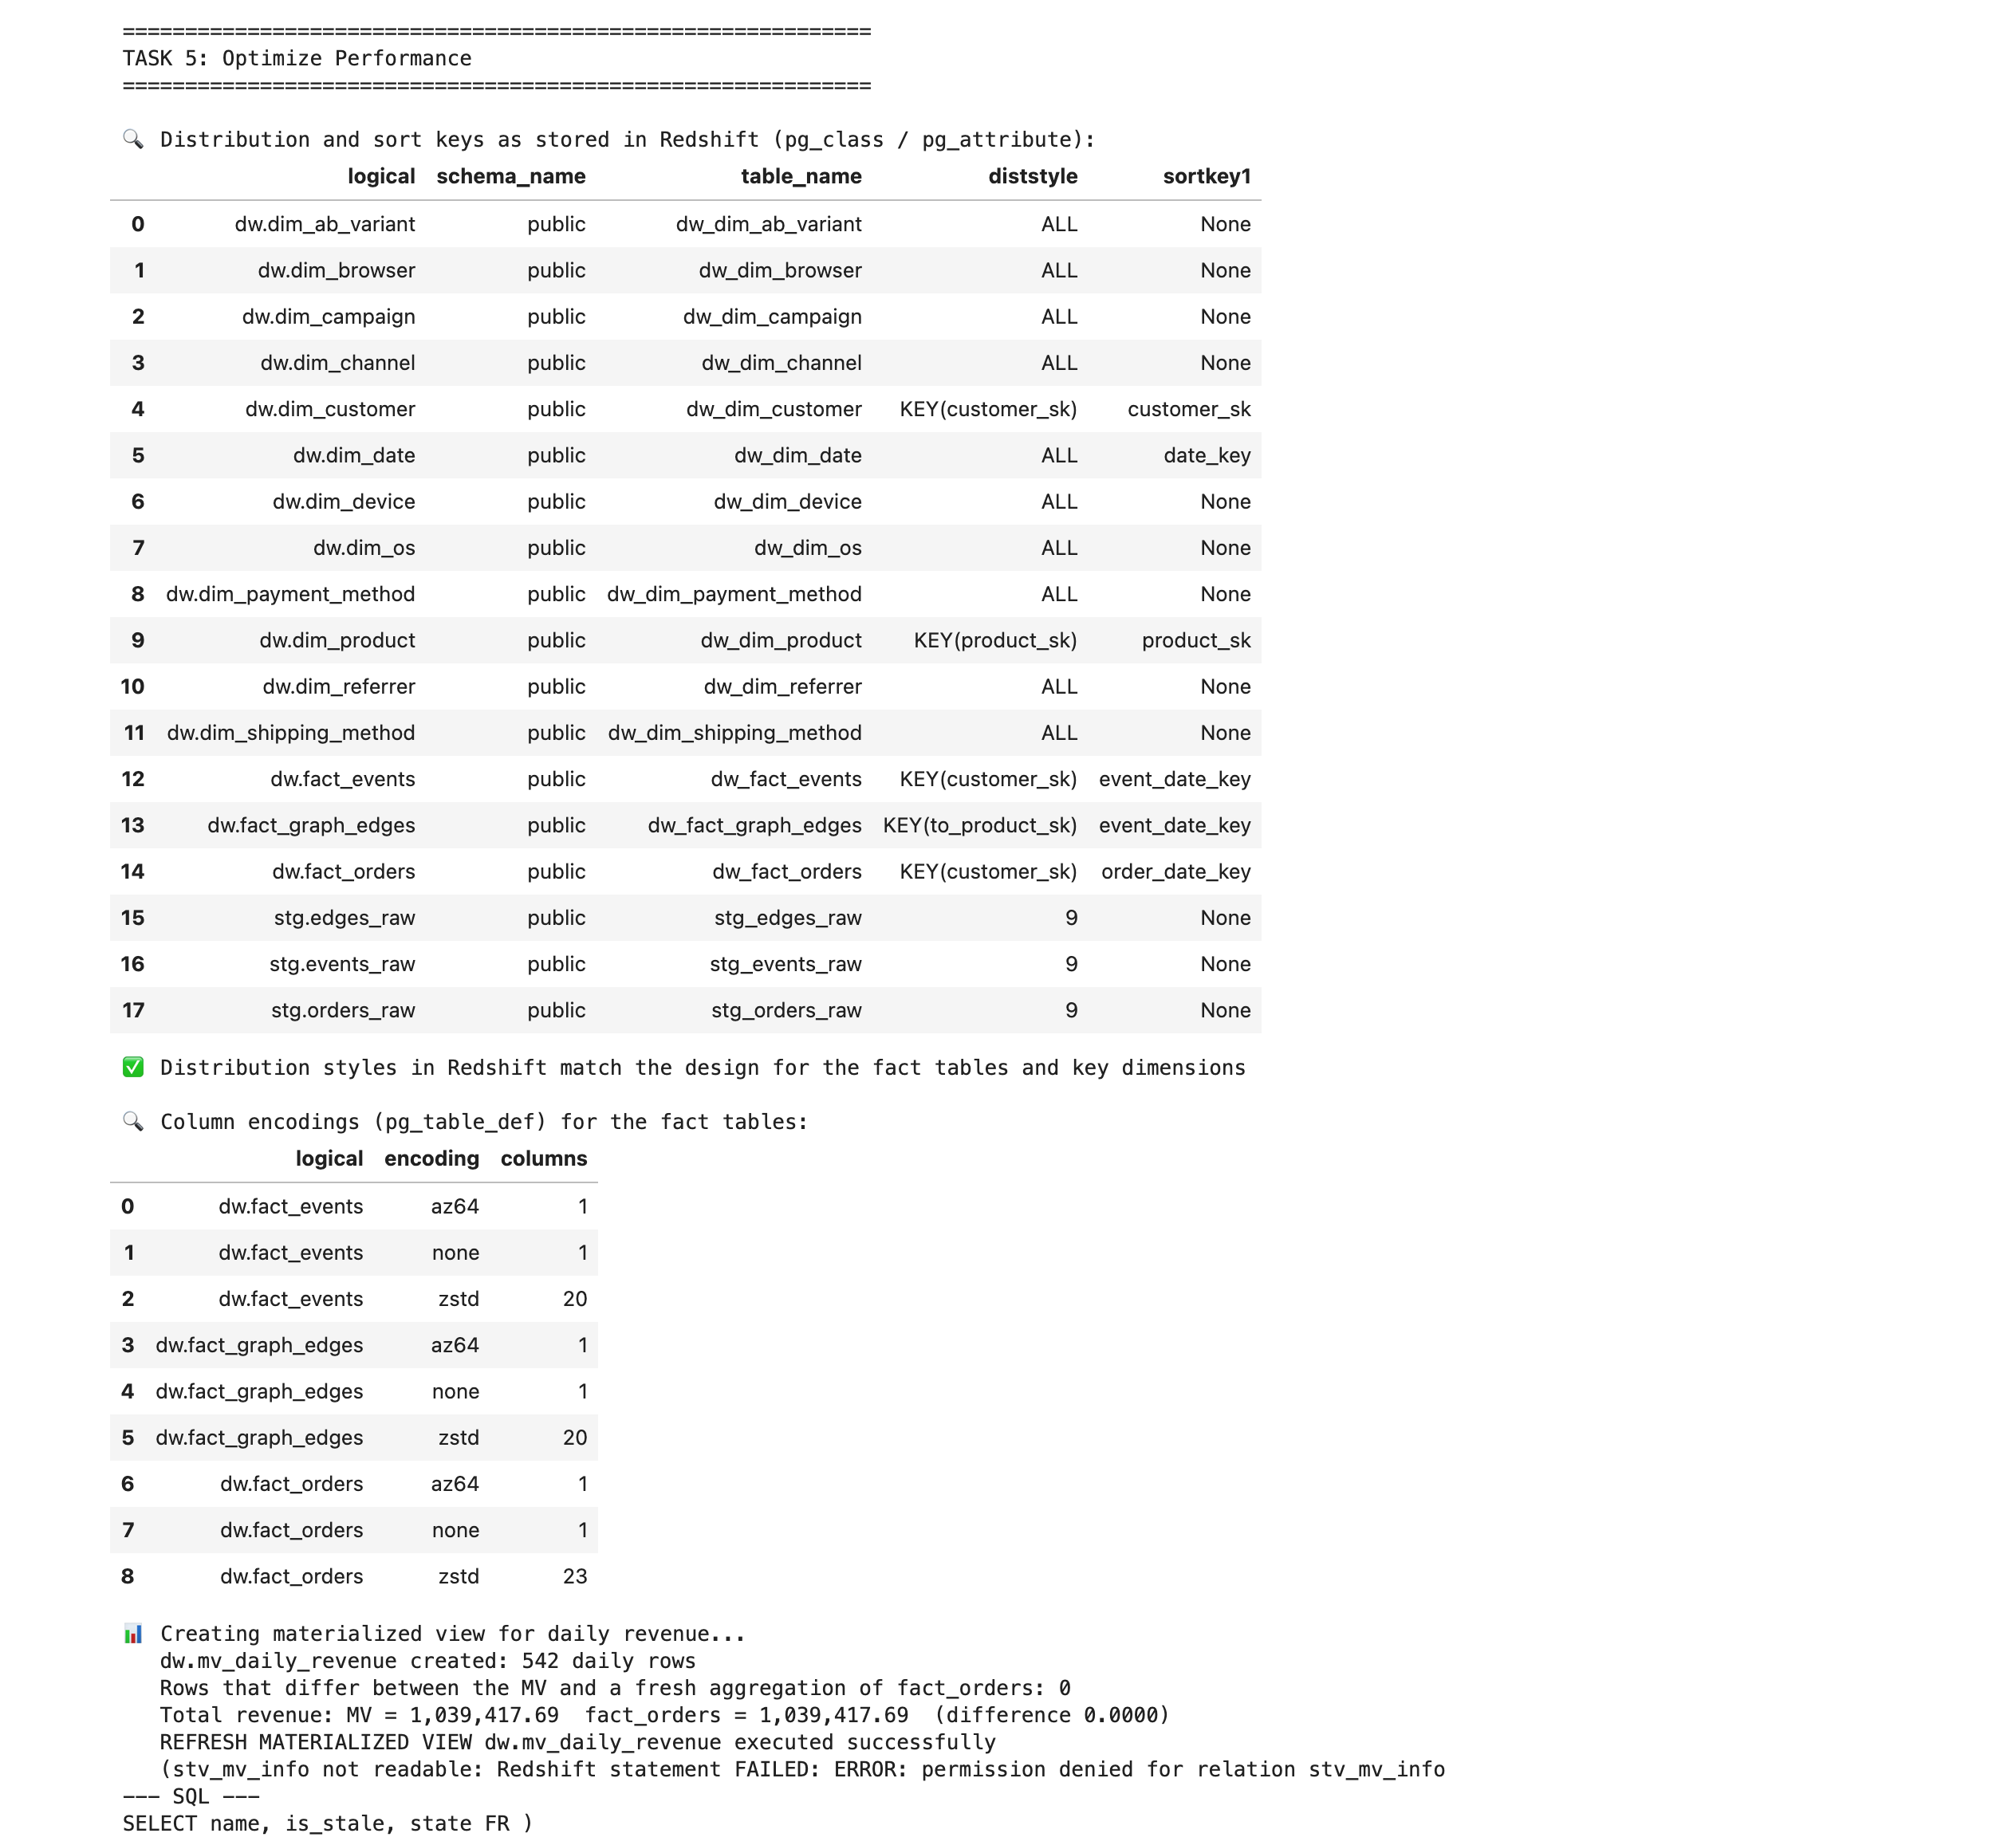 ============================================================
TASK 5: Optimize Performance
============================================================
🔍 Distribution and sort keys as stored in Redshift (pg_class / pg_attribute):
logical schema_name table_name diststyle sortkey1
0 dw.dim_ab_variant public dw_dim_ab_variant ALL None
1 dw.dim_browser public dw_dim_browser ALL None
2 dw.dim_campaign public dw_dim_campaign ALL None
3 dw.dim_channel public dw_dim_channel ALL None
4 dw.dim_customer public dw_dim_customer KEY(customer_sk) customer_sk
5 dw.dim_date public dw_dim_date ALL date_key
6 dw.dim_device public dw_dim_device ALL None
7 dw.dim_os public dw_dim_os ALL None
8 dw.dim_payment_method public dw_dim_payment_method ALL None
9 dw.dim_product public dw_dim_product KEY(product_sk) product_sk
10 dw.dim_referrer public dw_dim_referrer ALL None
11 dw.dim_shipping_method public dw_dim_shipping_method ALL None
12 dw.fact_events public dw_fact_events KEY(customer_sk) event_date_key
13 dw.fact_graph_edges public dw_fact_graph_edges KEY(to_product_sk) event_date_key
14 dw.fact_orders public dw_fact_orders KEY(customer_sk) order_date_key
15 stg.edges_raw public stg_edges_raw 9 None
16 stg.events_raw public stg_events_raw 9 None
17 stg.orders_raw public stg_orders_raw 9 None
✅ Distribution styles in Redshift match the design for the fact tables and key dimensions
🔍 Column encodings (pg_table_def) for the fact tables:
logical encoding columns
0 dw.fact_events az64 1
1 dw.fact_events none 1
2 dw.fact_events zstd 20
3 dw.fact_graph_edges az64 1
4 dw.fact_graph_edges none 1
5 dw.fact_graph_edges zstd 20
6 dw.fact_orders az64 1
7 dw.fact_orders none 1
8 dw.fact_orders zstd 23
📊 Creating materialized view for daily revenue...
dw.mv_daily_revenue created: 542 daily rows
Rows that differ between the MV and a fresh aggregation of fact_orders: 0
Total revenue: MV = 1,039,417.69  fact_orders = 1,039,417.69  (difference 0.0000)
REFRESH MATERIALIZED VIEW dw.mv_daily_revenue executed successfully
(stv_mv_info not readable: Redshift statement FAILED: ERROR: permission denied for relation stv_mv_info
--- SQL ---
SELECT name, is_stale, state FR )